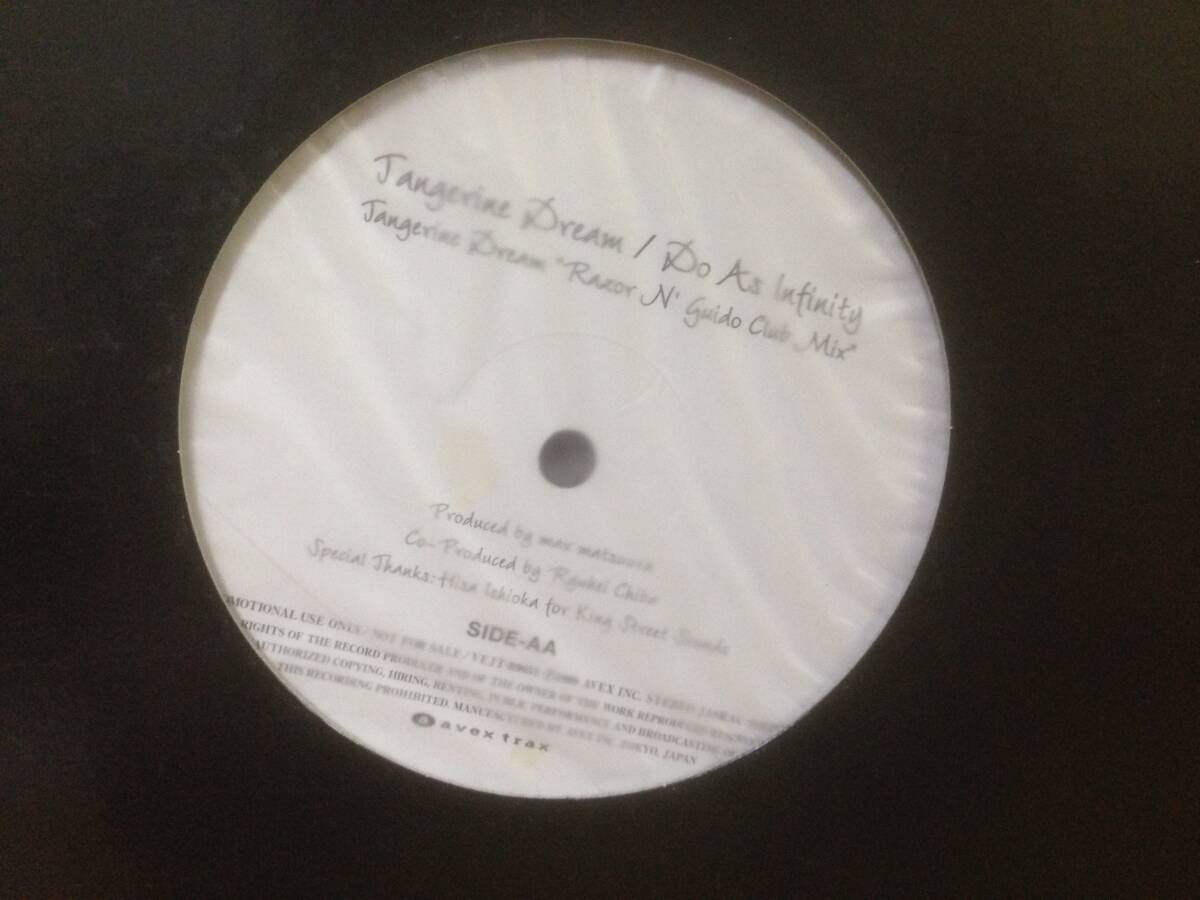 Tangerine Dream / Do As Infinity
Tangerine Dream "Razor N' Guido Club Mix"
Produced by max matsuura
Co-Produced by Ryuhei Chiba
Special Thanks: Hisa Ishioka for King Street Sounds
SIDE-AA
MOTIONAL USE ONLY / NOT FOR SALE / AVEX INC. STEREO
RIGHTS OF THE RECORD PRODUCER AND OF THE OWNER OF THE WORK REPRODUCED
AUTHORIZED COPYING, HIRING, RENTING, PUBLIC PERFORMANCE AND BROADCASTING OF
THIS RECORDING PROHIBITED. MANUFACTURED BY AVEX INC. TOKYO, JAPAN
avex trax